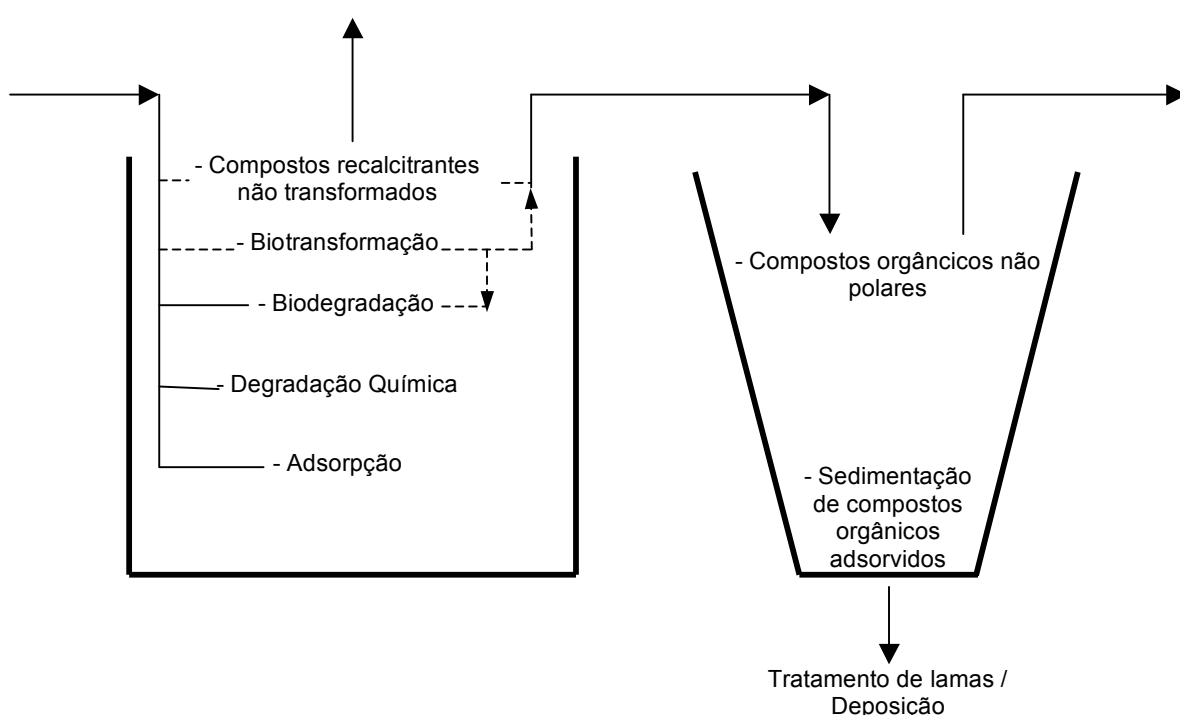 - Compostos recalcitrantes
não transformados
- Biotransformação
- Biodegradação
- Degradação Química
- Adsorpção
- Compostos orgâncicos não
polares
- Sedimentação
de compostos
orgânicos
adsorvidos
Tratamento de lamas /
Deposição